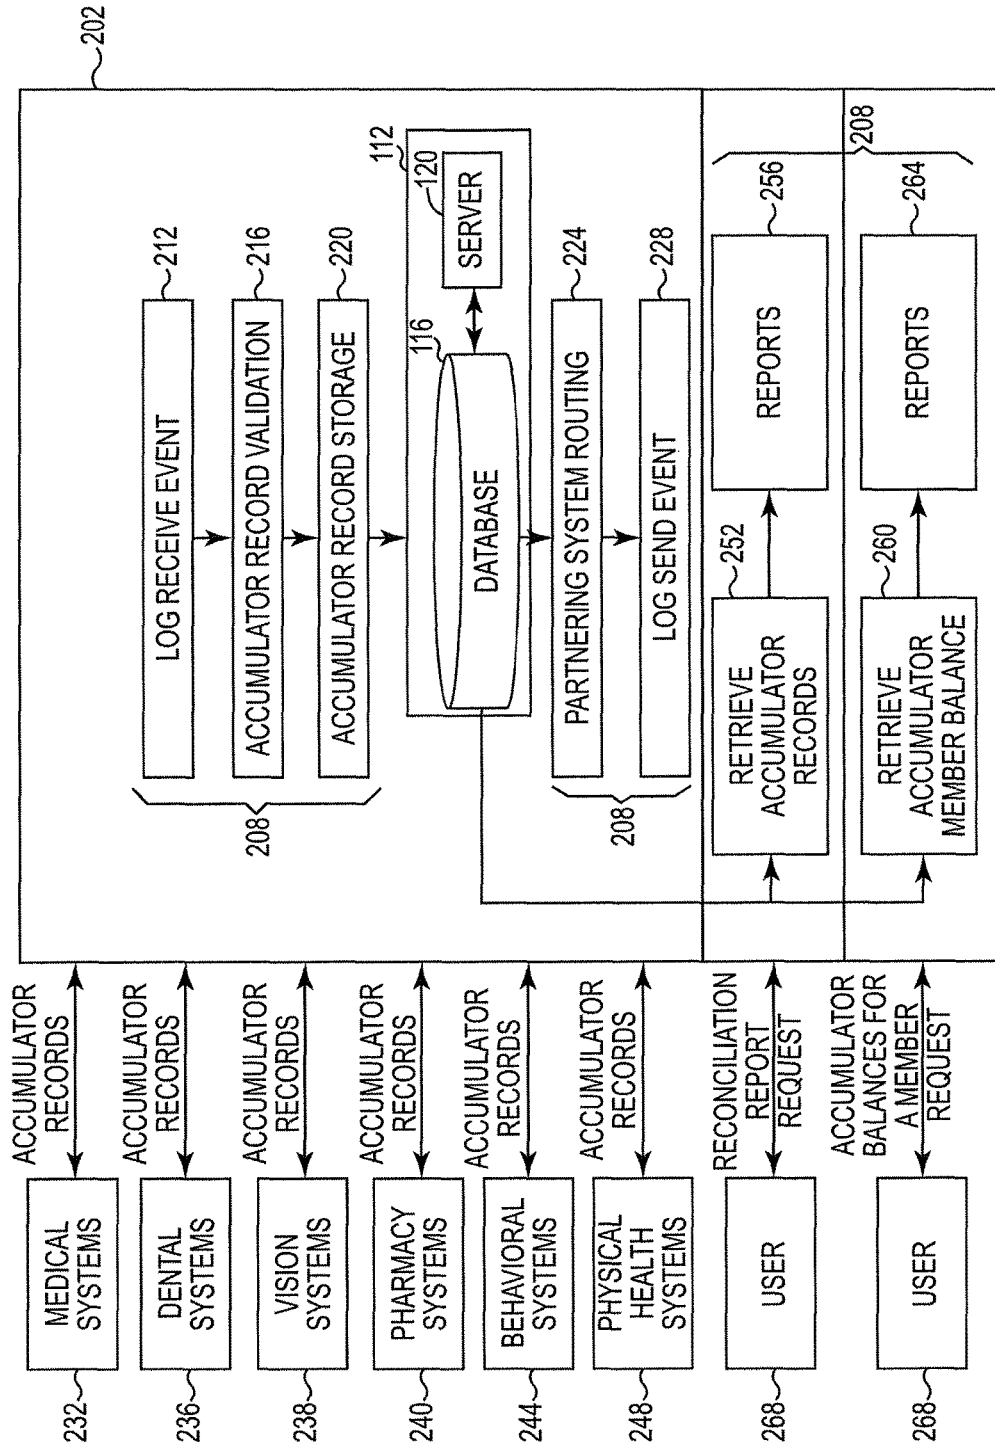 202
232
MEDICAL
SYSTEMS
ACCUMULATOR
RECORDS
236
DENTAL
SYSTEMS
ACCUMULATOR
RECORDS
238
VISION
SYSTEMS
ACCUMULATOR
RECORDS
240
PHARMACY
SYSTEMS
ACCUMULATOR
RECORDS
244
BEHAVIORAL
SYSTEMS
ACCUMULATOR
RECORDS
248
PHYSICAL
HEALTH
SYSTEMS
ACCUMULATOR
RECORDS
268
USER
RECONCILIATION
REPORT
REQUEST
268
USER
ACCUMULATOR
BALANCES FOR
A MEMBER
REQUEST
208
LOG RECEIVE EVENT
212
ACCUMULATOR RECORD VALIDATION
216
ACCUMULATOR RECORD STORAGE
220
112
116
DATABASE
120
SERVER
208
PARTNERING SYSTEM ROUTING
224
LOG SEND EVENT
228
252
RETRIEVE
ACCUMULATOR
RECORDS
REPORTS
256
208
260
RETRIEVE
ACCUMULATOR
MEMBER BALANCE
REPORTS
264